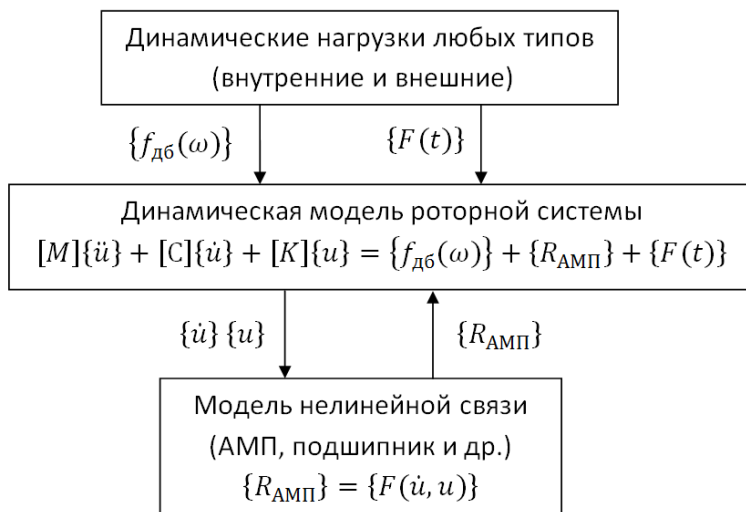 Динамические нагрузки любых типов
(внутренние и внешние)
{f_дб(ω)} {F(t)}
Динамическая модель роторной системы
[M]{ü} + [C]{u̇} + [K]{u} = {f_дб(ω)} + {R_АМП} + {F(t)}
{u̇} {u} {R_АМП}
Модель нелинейной связи
(АМП, подшипник и др.)
{R_АМП} = {F(u̇, u)}